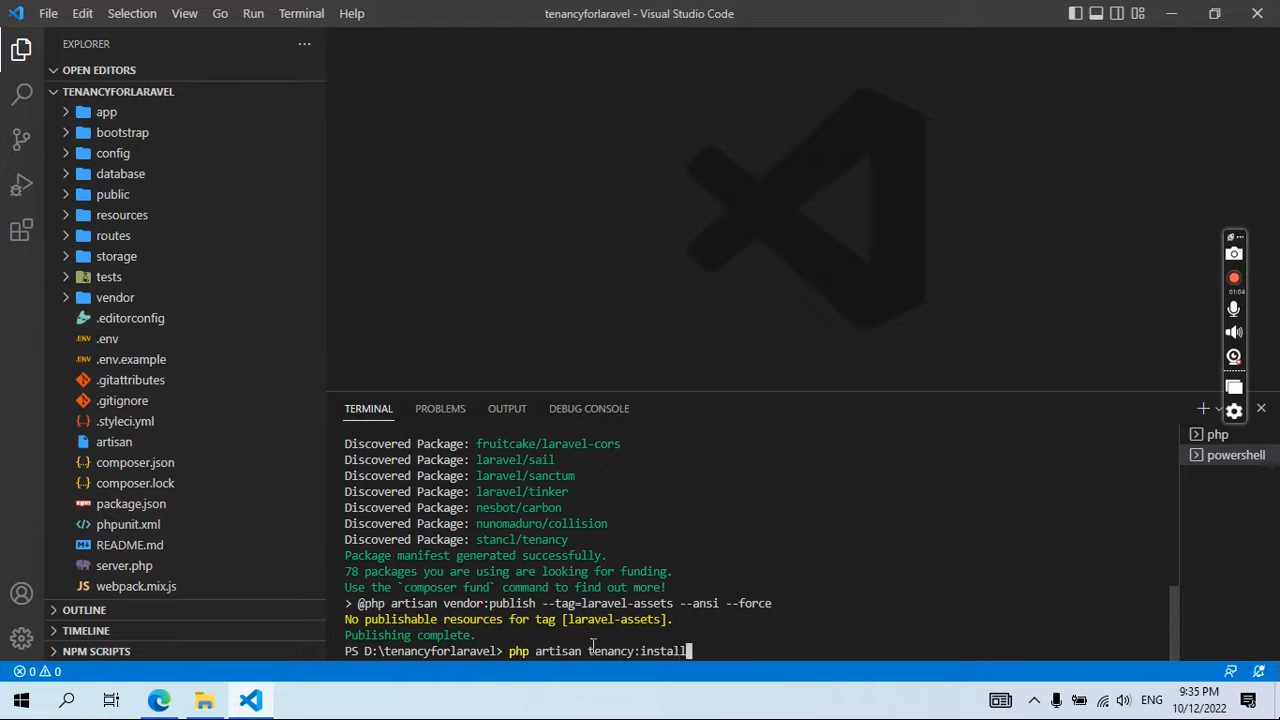 File Edit Selection View Go Run Terminal Help
tenancyforlaravel - Visual Studio Code
EXPLORER
OPEN EDITORS
TENANCYFORLARAVEL
app
bootstrap
config
database
public
resources
routes
storage
tests
vendor
.editorconfig
.ENV .env
.ENV .env.example
.gitattributes
.gitignore
{..} .styleci.yml
artisan
{..} composer.json
{..} composer.lock
package.json
</> phpunit.xml
README.md
server.php
JS webpack.mix.js
OUTLINE
TIMELINE
NPM SCRIPTS
TERMINAL PROBLEMS OUTPUT DEBUG CONSOLE
Discovered Package: fruitcake/laravel-cors
Discovered Package: laravel/sail
Discovered Package: laravel/sanctum
Discovered Package: laravel/tinker
Discovered Package: nesbot/carbon
Discovered Package: nunomaduro/collision
Discovered Package: stancl/tenancy
Package manifest generated successfully.
78 packages you are using are looking for funding.
Use the `composer fund` command to find out more!
> @php artisan vendor:publish --tag=laravel-assets --ansi --force
No publishable resources for tag [laravel-assets].
Publishing complete.
PS D:\tenancyforlaravel> php artisan tenancy:install
php
powershell
01:04
0 0
ENG
9:35 PM
10/12/2022